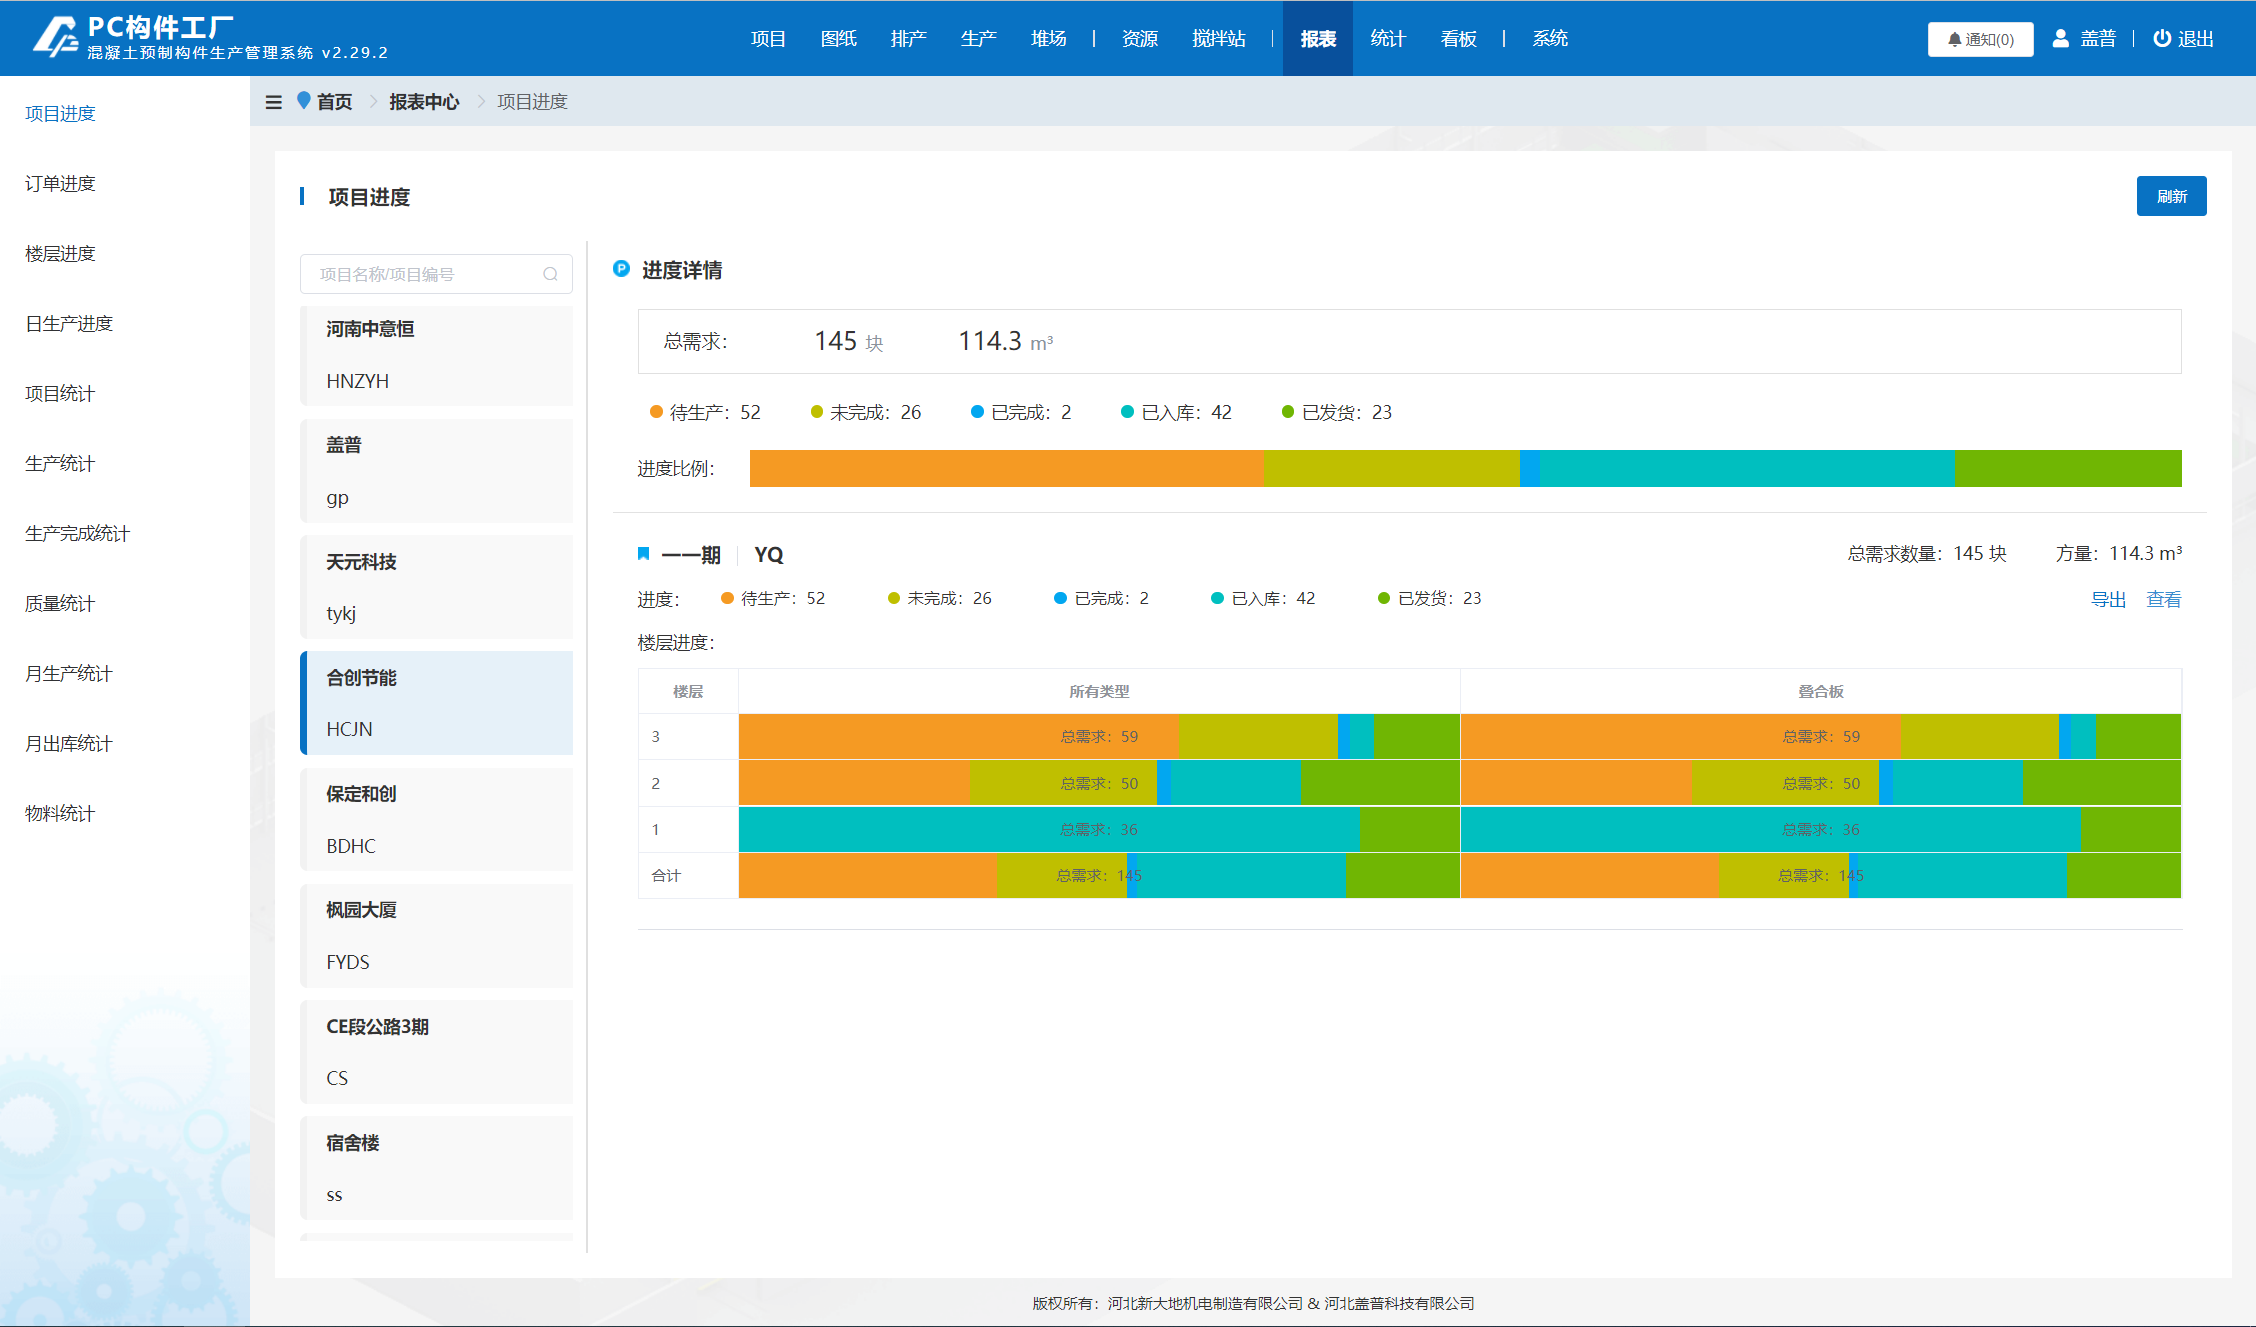 PC构件工厂
混凝土预制构件生产管理系统 v2.29.2
项目 图纸 排产 生产 堆场 | 资源 搅拌站 | 报表 统计 看板 | 系统
通知(0) 盖普 | 退出
首页 > 报表中心 > 项目进度
项目进度
订单进度
楼层进度
日生产进度
项目统计
生产统计
生产完成统计
质量统计
月生产统计
月出库统计
物料统计
项目进度
刷新
项目名称/项目编号
河南中意恒
HNZYH
盖普
gp
天元科技
tykj
合创节能
HCJN
保定和创
BDHC
枫园大厦
FYDS
CE段公路3期
CS
宿舍楼
ss
进度详情
总需求： 145 块 114.3 m³
待生产：52 未完成：26 已完成：2 已入库：42 已发货：23
进度比例：
一一期 YQ 总需求数量：145 块 方量：114.3 m³
进度： 待生产：52 未完成：26 已完成：2 已入库：42 已发货：23 导出 查看
楼层进度：
楼层 所有类型 叠合板
3 总需求：59 总需求：59
2 总需求：50 总需求：50
1 总需求：36 总需求：36
合计 总需求：145 总需求：145
版权所有：河北新大地机电制造有限公司 & 河北盖普科技有限公司